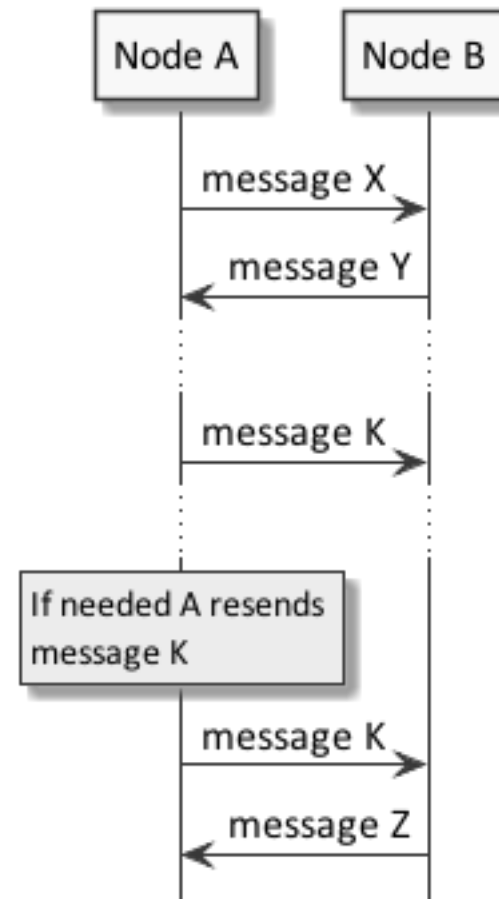 Node A
Node B
message X
message Y
message K
If needed A resends
message K
message K
message Z